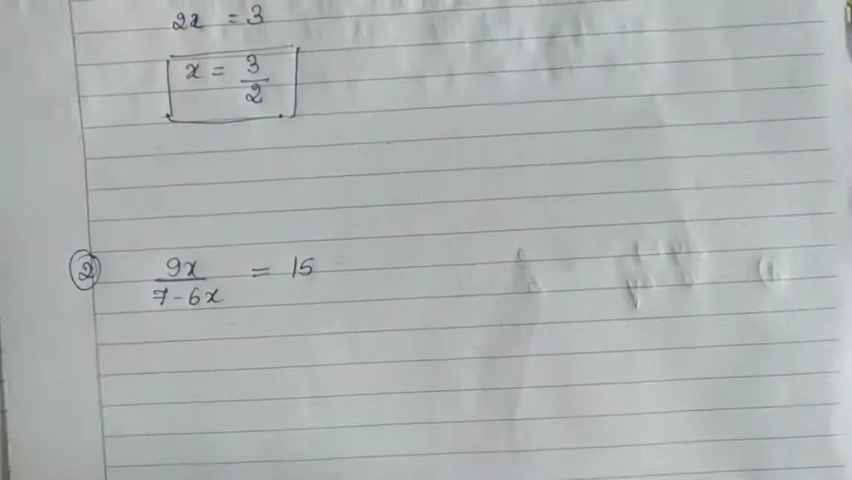 2x = 3
x = 3/2
2 9x/7-6x = 15